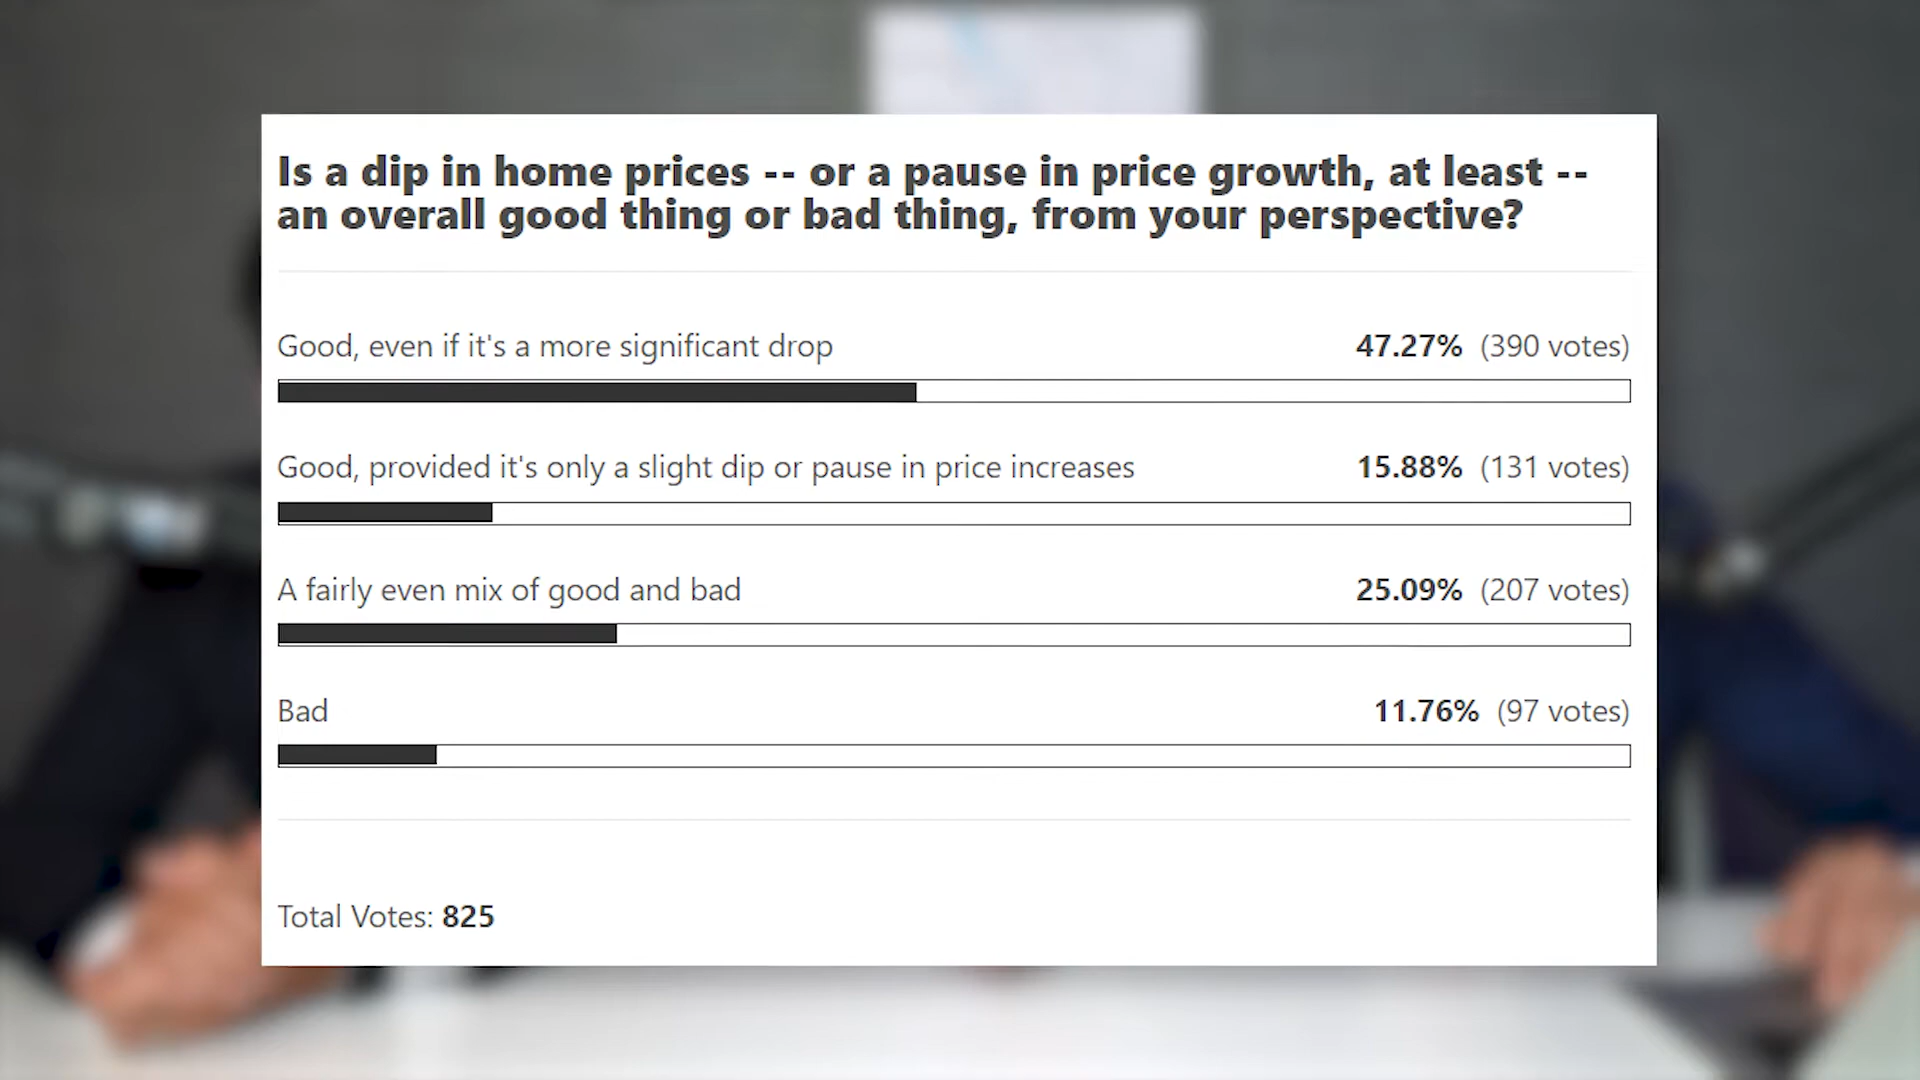 Is a dip in home prices -- or a pause in price growth, at least --
an overall good thing or bad thing, from your perspective?
Good, even if it's a more significant drop 47.27% (390 votes)
Good, provided it's only a slight dip or pause in price increases 15.88% (131 votes)
A fairly even mix of good and bad 25.09% (207 votes)
Bad 11.76% (97 votes)
Total Votes: 825